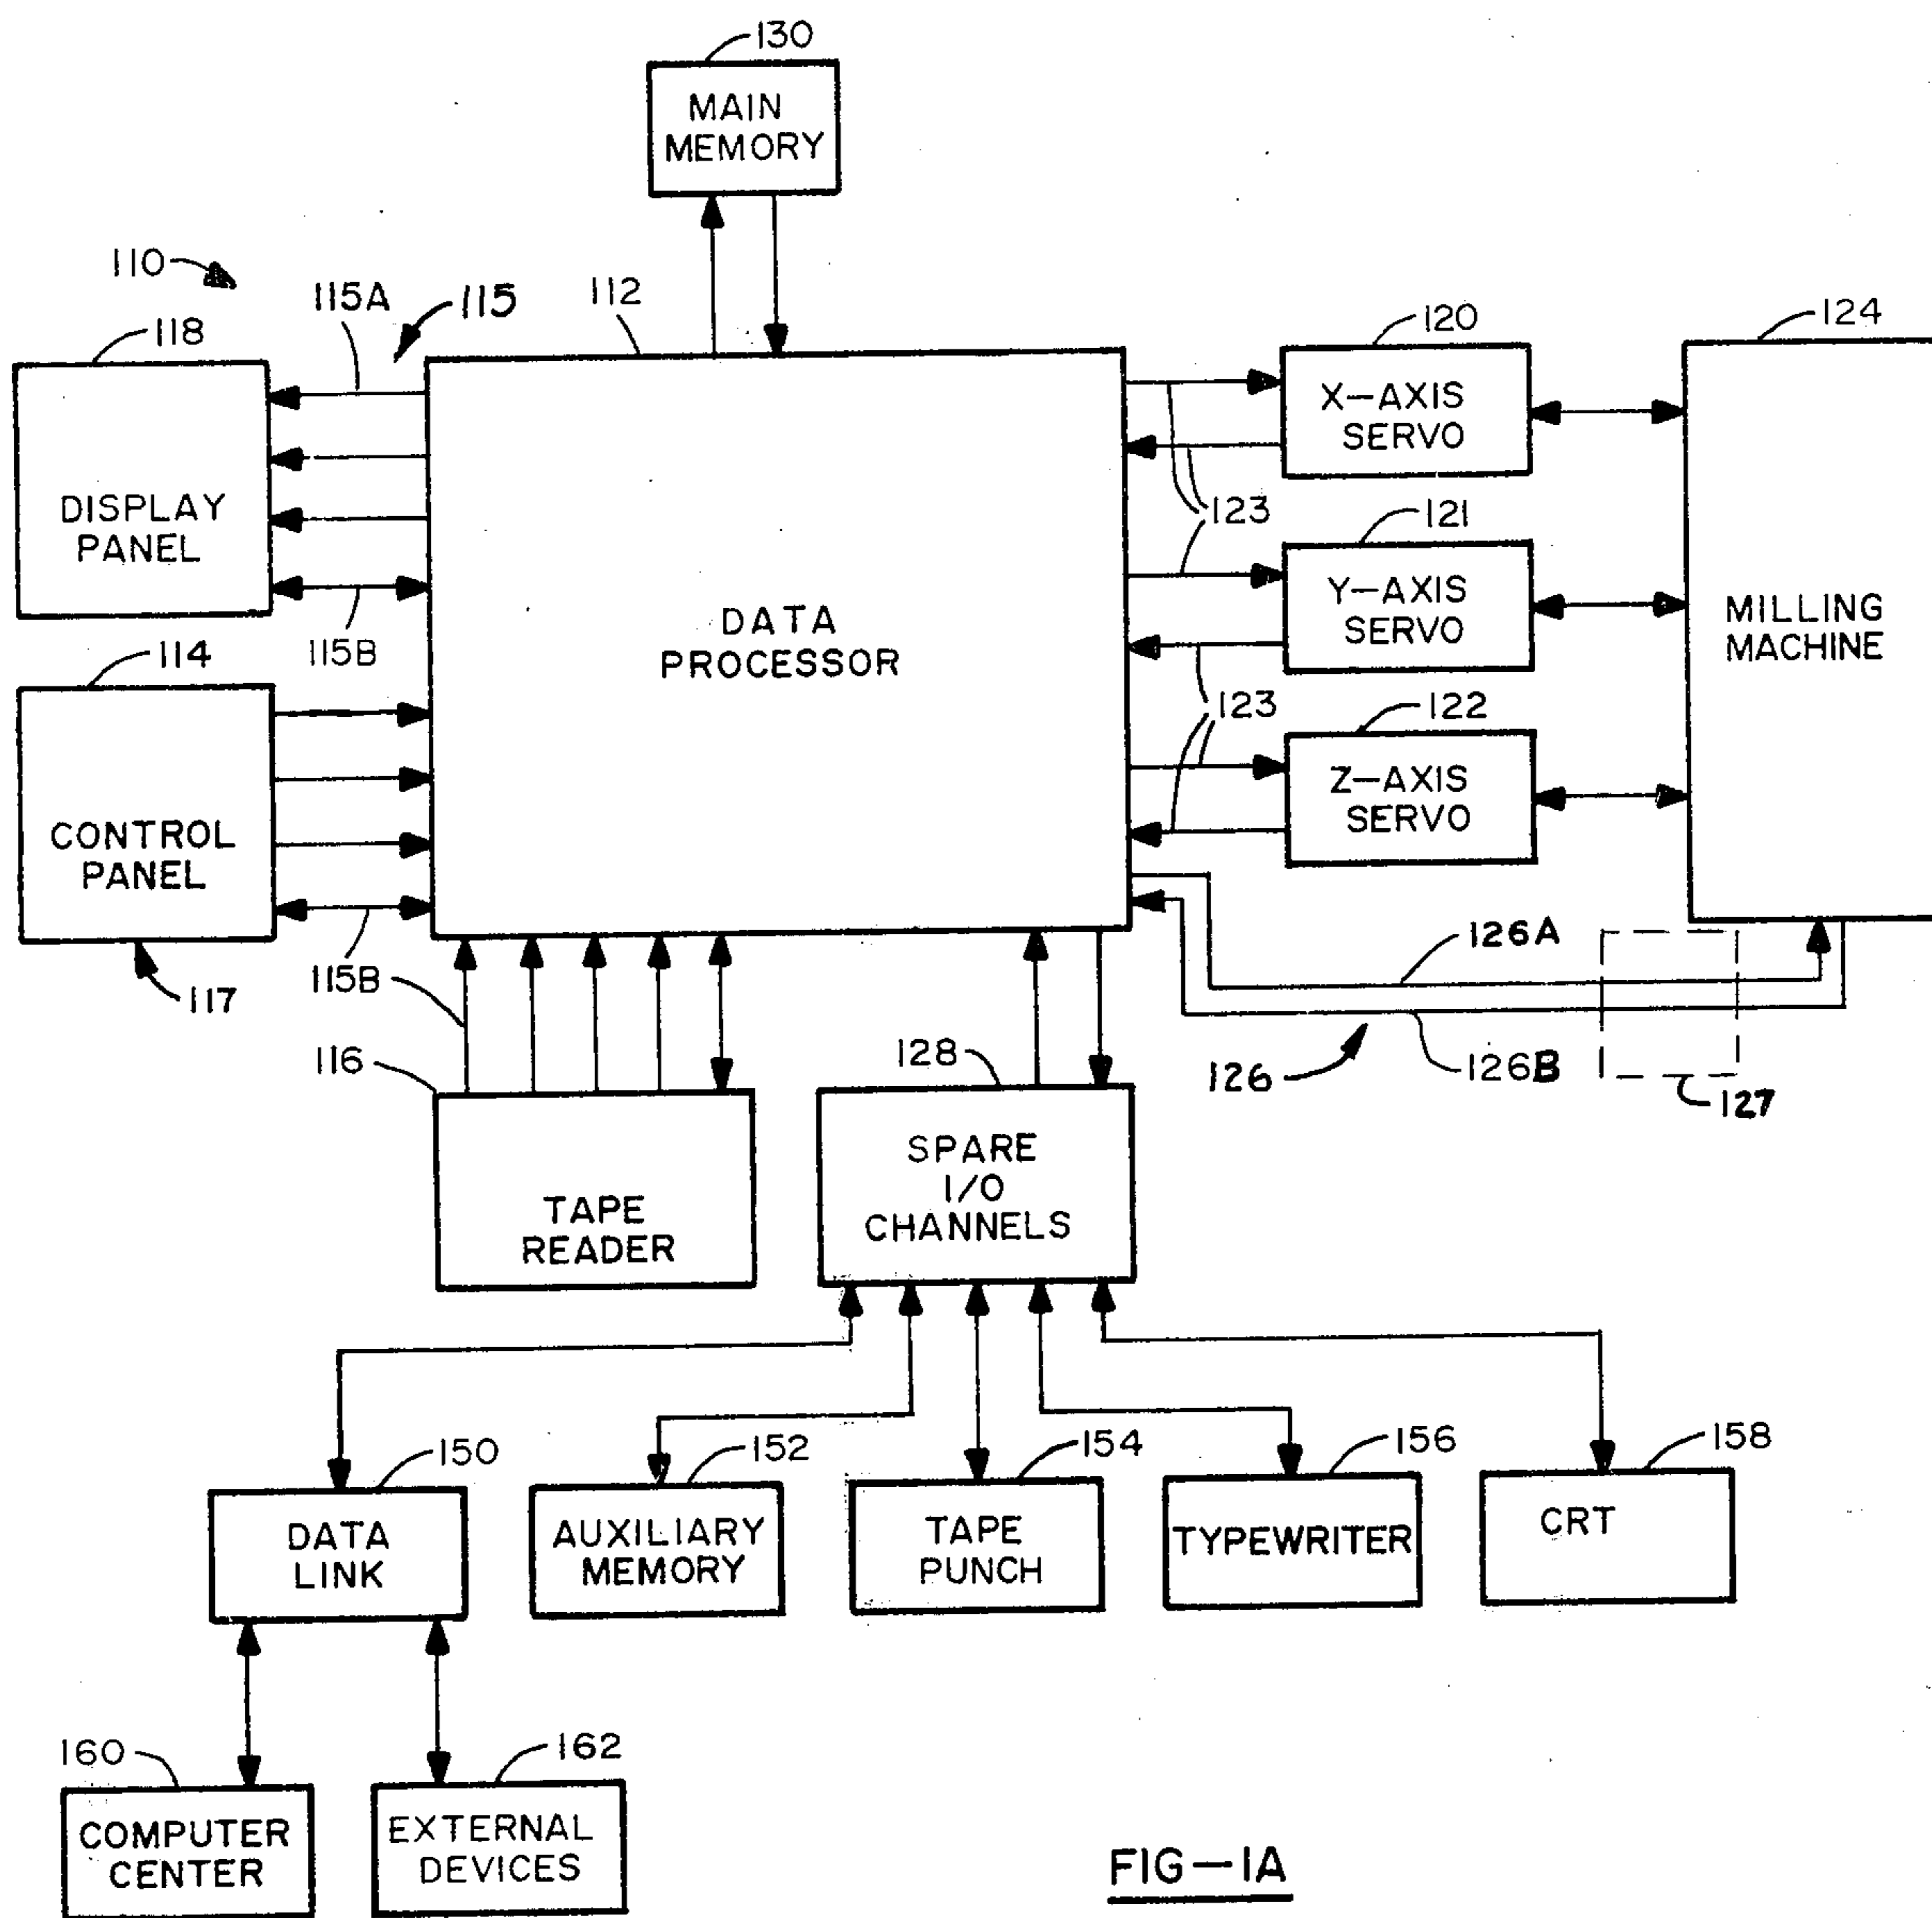 130
MAIN
MEMORY
110
115A
115
112
118
120
124
DISPLAY
PANEL
X—AXIS
SERVO
123
121
115B
DATA
PROCESSOR
Y—AXIS
SERVO
MILLING
MACHINE
114
123
122
CONTROL
PANEL
Z—AXIS
SERVO
115B
117
126A
126
126B
127
116
128
TAPE
READER
SPARE
I/O
CHANNELS
150
152
154
156
158
DATA
LINK
AUXILIARY
MEMORY
TAPE
PUNCH
TYPEWRITER
CRT
160
162
COMPUTER
CENTER
EXTERNAL
DEVICES
FIG—1A